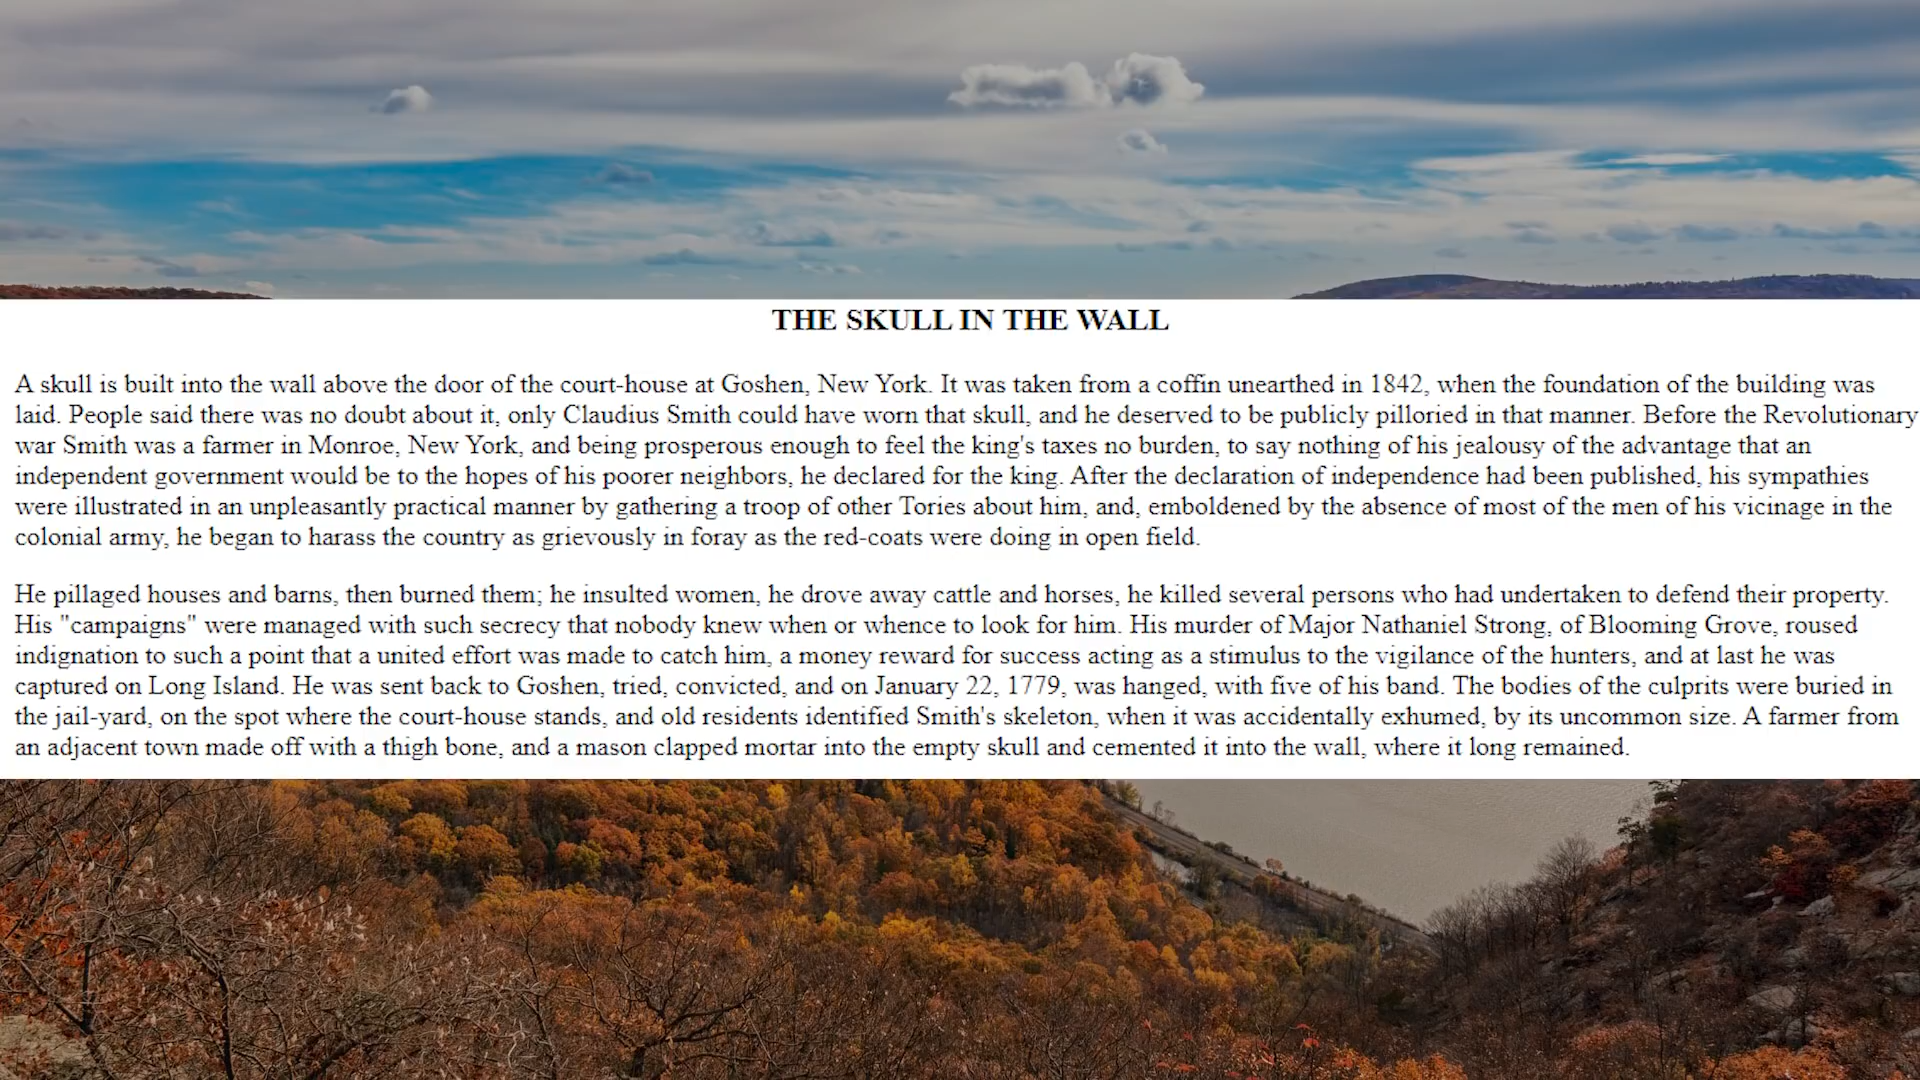 THE SKULL IN THE WALL
A skull is built into the wall above the door of the court-house at Goshen, New York. It was taken from a coffin unearthed in 1842, when the foundation of the building was
laid. People said there was no doubt about it, only Claudius Smith could have worn that skull, and he deserved to be publicly pilloried in that manner. Before the Revolutionary
war Smith was a farmer in Monroe, New York, and being prosperous enough to feel the king's taxes no burden, to say nothing of his jealousy of the advantage that an
independent government would be to the hopes of his poorer neighbors, he declared for the king. After the declaration of independence had been published, his sympathies
were illustrated in an unpleasantly practical manner by gathering a troop of other Tories about him, and, emboldened by the absence of most of the men of his vicinage in the
colonial army, he began to harass the country as grievously in foray as the red-coats were doing in open field.
He pillaged houses and barns, then burned them; he insulted women, he drove away cattle and horses, he killed several persons who had undertaken to defend their property.
His "campaigns" were managed with such secrecy that nobody knew when or whence to look for him. His murder of Major Nathaniel Strong, of Blooming Grove, roused
indignation to such a point that a united effort was made to catch him, a money reward for success acting as a stimulus to the vigilance of the hunters, and at last he was
captured on Long Island. He was sent back to Goshen, tried, convicted, and on January 22, 1779, was hanged, with five of his band. The bodies of the culprits were buried in
the jail-yard, on the spot where the court-house stands, and old residents identified Smith's skeleton, when it was accidentally exhumed, by its uncommon size. A farmer from
an adjacent town made off with a thigh bone, and a mason clapped mortar into the empty skull and cemented it into the wall, where it long remained.